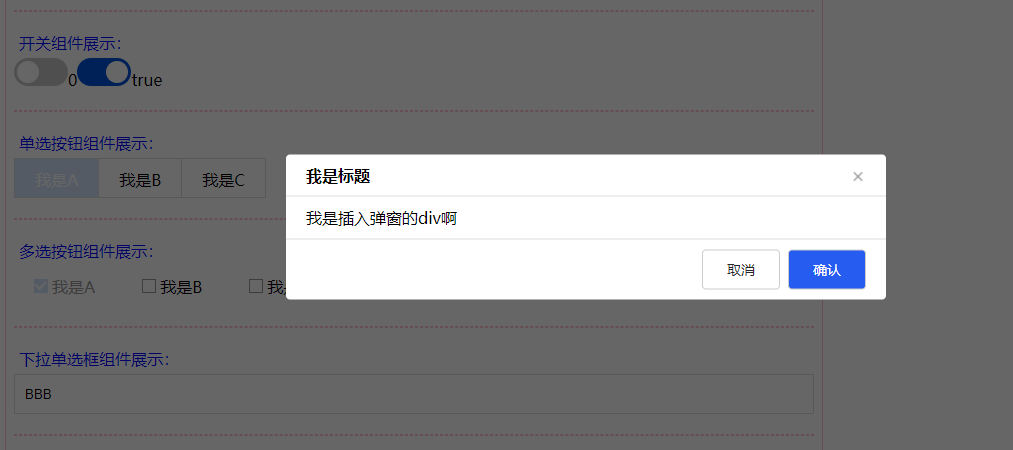 开关组件展示：
0 true
单选按钮组件展示：
我是A 我是B 我是C
我是标题 ×
我是插入弹窗的div啊
取消 确认
多选按钮组件展示：
我是A 我是B 我
下拉单选框组件展示：
BBB